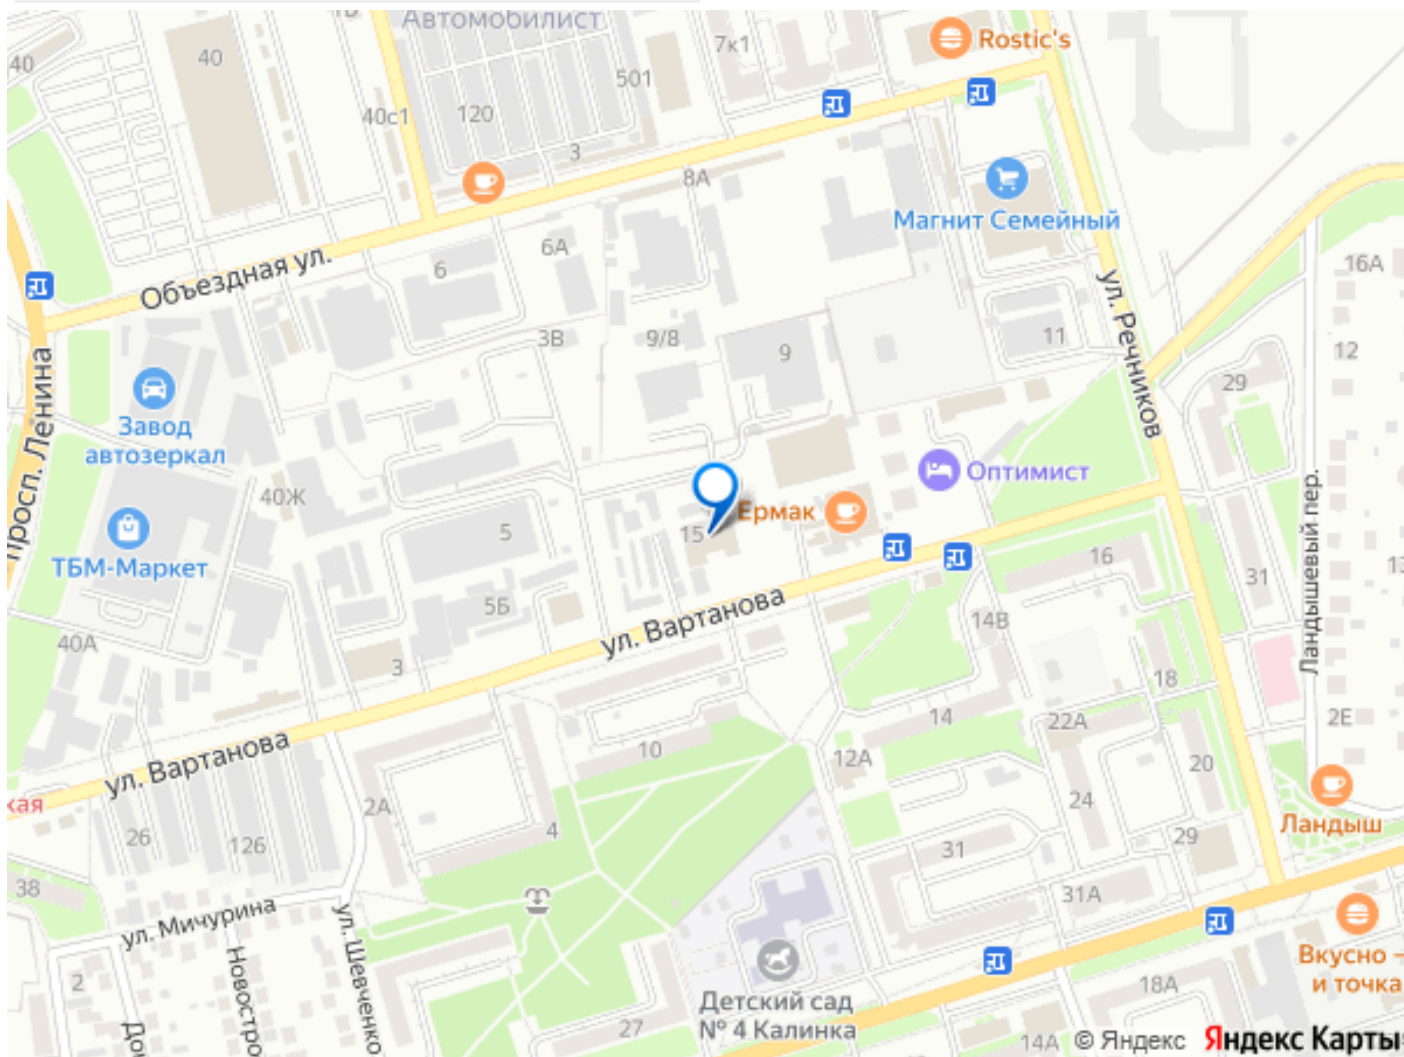 Автомобилист
Rostic's
7к1
40
40
501
120
40с1
3
8А
Магнит Семейный
6А
6
Объездная ул.
16А
ул. Речников
3В
9/8
9
11
12
29
просп. Ленина
Завод
автозеркал
Оптимист
Ландышевый пер.
40Ж
Ермак
15
5
ТБМ-Маркет
16
31
5Б
ул. Вартанова
14В
40А
3
18
14
2Е
22А
10
12А
20
ул. Вартанова
кая
2А
24
Ландыш
26
126
4
31
29
38
31А
ул. Мичурина
ул. Шевченко
Новостро
Вкусно –
и точка
2
Детский сад
№ 4 Калинка
18А
27
14А
© Яндекс
Яндекс Карты